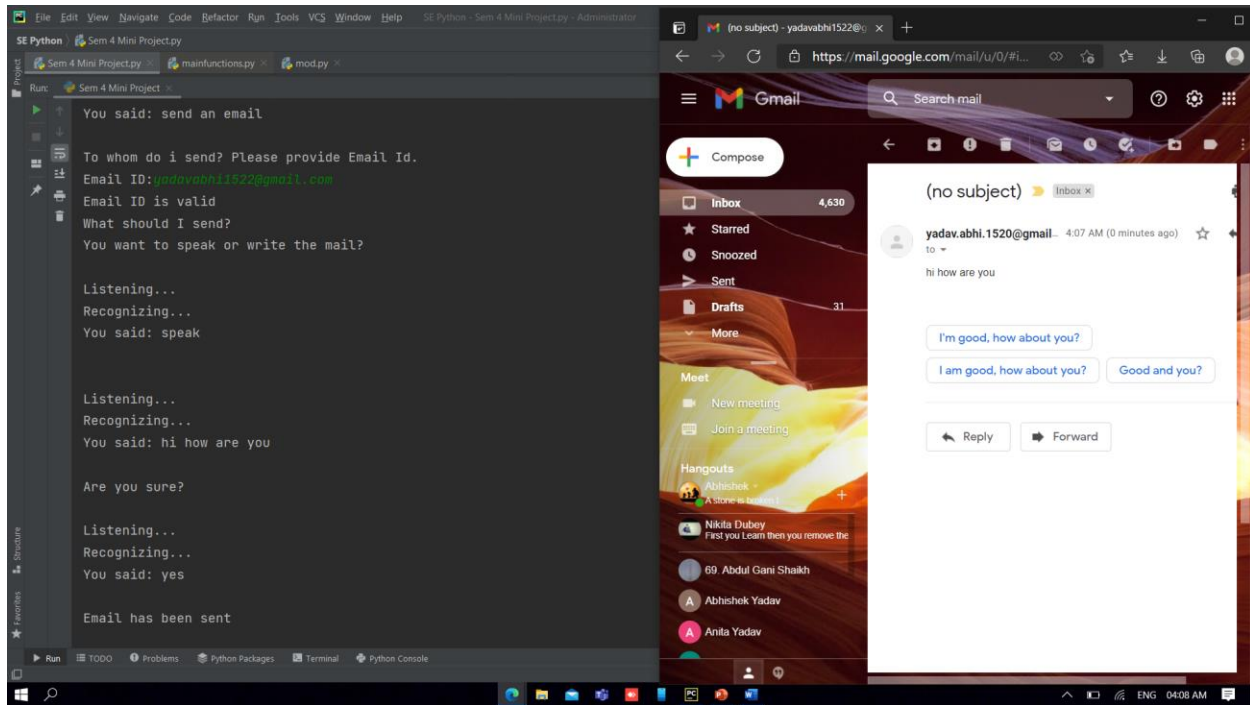 File Edit View Navigate Code Refactor Run Tools VCS Window Help SE Python - Sem 4 Mini Project.py - Administrator
SE Python Sem 4 Mini Project.py
Sem 4 Mini Project.py mainfunctions.py mod.py
Project
Run: Sem 4 Mini Project
You said: send an email
To whom do i send? Please provide Email Id.
Email ID:yadavabhi1522@gmail.com
Email ID is valid
What should I send?
You want to speak or write the mail?
Listening...
Recognizing...
You said: speak
Listening...
Recognizing...
You said: hi how are you
Are you sure?
Listening...
Recognizing...
You said: yes
Email has been sent
Structure
Favorites
Run TODO Problems Python Packages Terminal Python Console
(no subject) - yadavabhi1522@g
https://mail.google.com/mail/u/0/#i...
Gmail
Search mail
Compose
Inbox 4,630
Starred
Snoozed
Sent
Drafts 31
More
Meet
New meeting
Join a meeting
Hangouts
Abhishek
A stone is broken
Nikita Dubey
First you Learn then you remove the
69. Abdul Gani Shaikh
A Abhishek Yadav
A Anita Yadav
(no subject) Inbox
yadav.abhi.1520@gmail... 4:07 AM (0 minutes ago)
to
hi how are you
I'm good, how about you?
I am good, how about you? Good and you?
Reply Forward
PC
ENG 04:08 AM